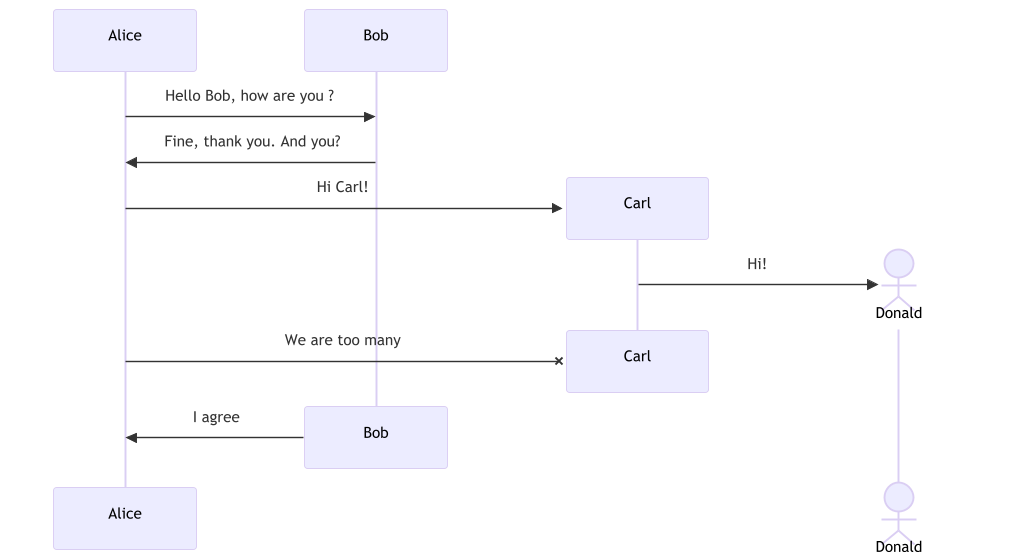 Alice
Bob
Hello Bob, how are you ?
Fine, thank you. And you?
Hi Carl!
Carl
Hi!
Donald
We are too many
Carl
I agree
Bob
Alice
Donald